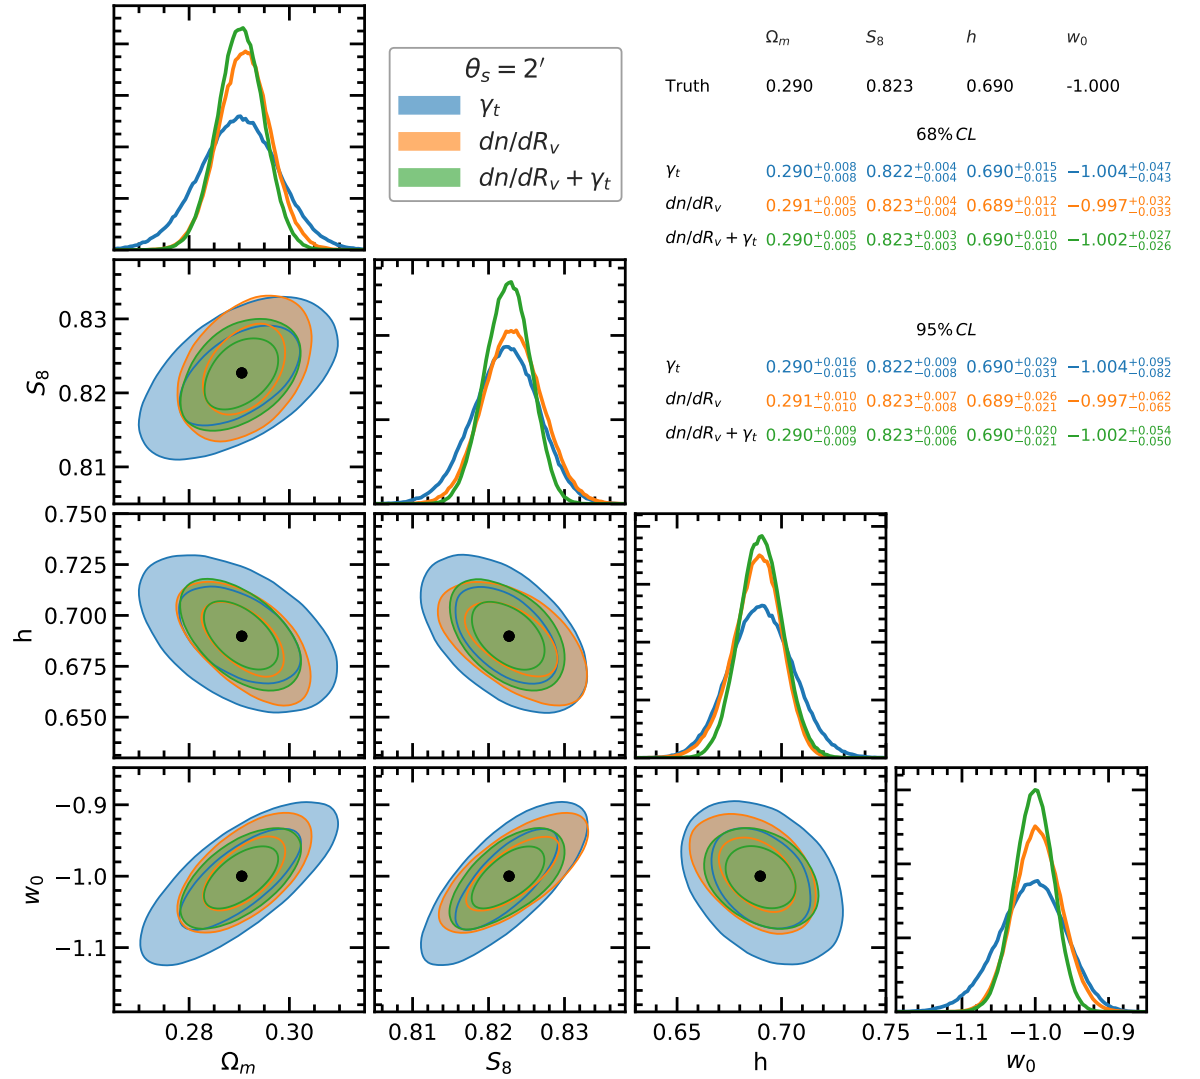 θₛ = 2′
γₜ
dn/dRᵥ
dn/dRᵥ + γₜ
Ωₘ S₈ h w₀
Truth 0.290 0.823 0.690 -1.000
68% CL
γₜ 0.290+0.008−0.008 0.822+0.004−0.004 0.690+0.015−0.015 −1.004+0.047−0.043
dn/dRᵥ 0.291+0.005−0.005 0.823+0.004−0.004 0.689+0.012−0.011 −0.997+0.032−0.033
dn/dRᵥ + γₜ 0.290+0.005−0.005 0.823+0.003−0.003 0.690+0.010−0.010 −1.002+0.027−0.026
95% CL
γₜ 0.290+0.016−0.015 0.822+0.009−0.008 0.690+0.029−0.031 −1.004+0.095−0.082
dn/dRᵥ 0.291+0.010−0.010 0.823+0.007−0.008 0.689+0.026−0.021 −0.997+0.062−0.065
dn/dRᵥ + γₜ 0.290+0.009−0.009 0.823+0.006−0.006 0.690+0.020−0.021 −1.002+0.054−0.050
0.83
0.82
0.81
S₈
0.750
0.725
0.700
0.675
0.650
h
−0.9
−1.0
−1.1
w₀
0.28 0.30
Ωₘ
0.81 0.82 0.83
S₈
0.65 0.70 0.75
h
−1.1 −1.0 −0.9
w₀